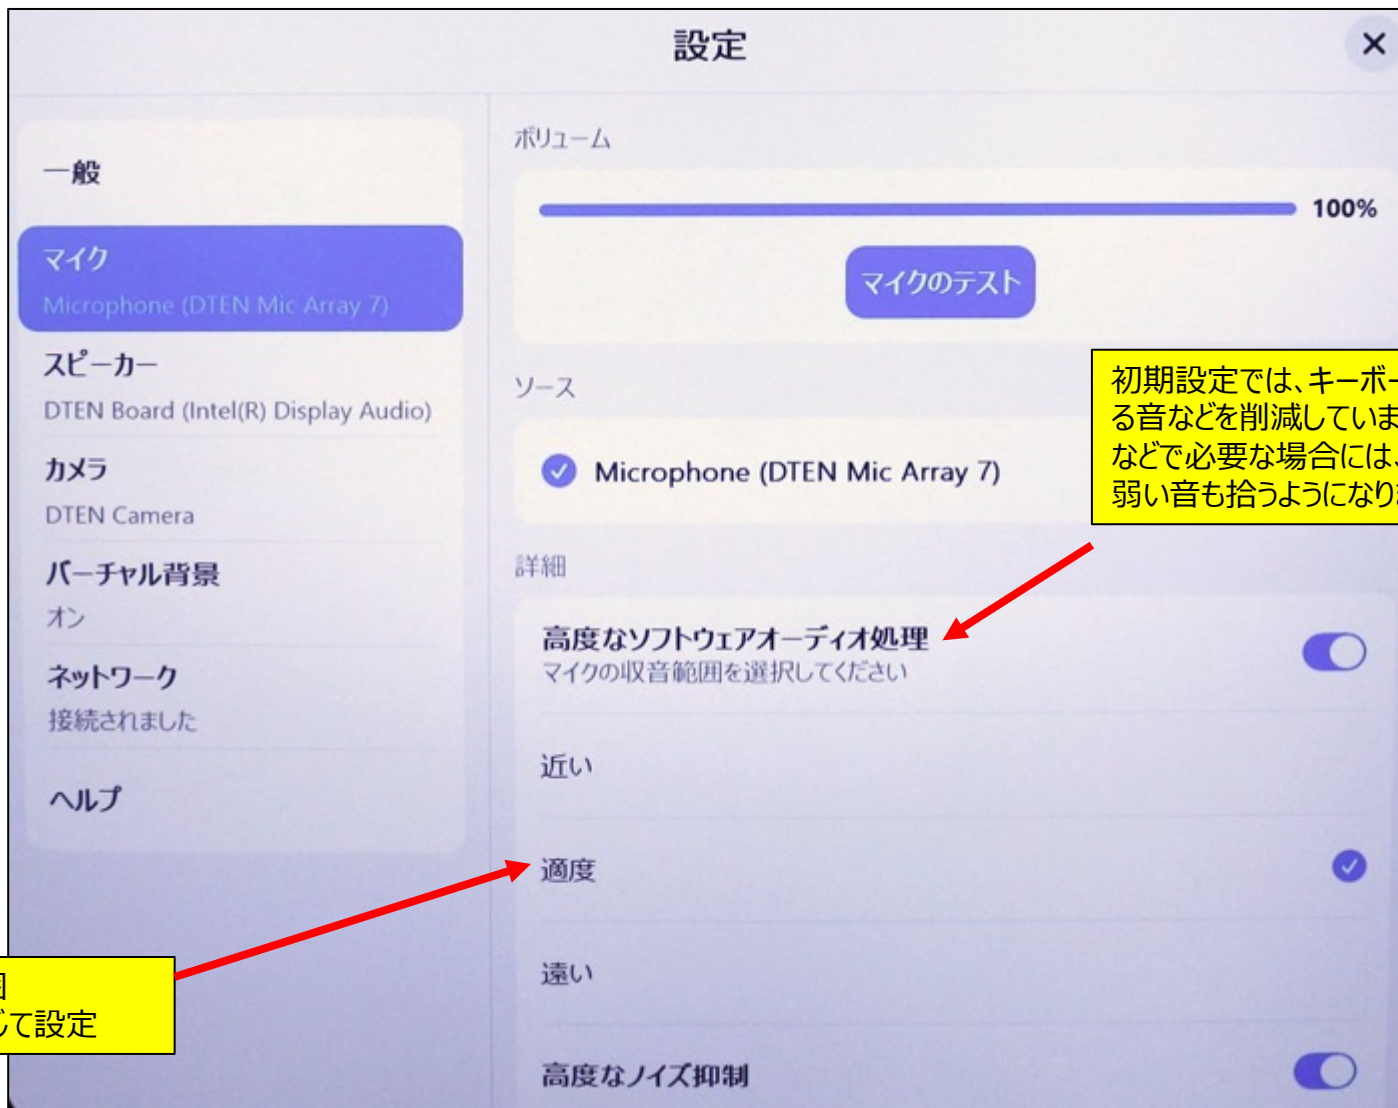 設定
一般
マイク
Microphone (DTEN Mic Array 7)
スピーカー
DTEN Board (Intel(R) Display Audio)
カメラ
DTEN Camera
バーチャル背景
オン
ネットワーク
接続されました
ヘルプ
ボリューム
100%
マイクのテスト
ソース
Microphone (DTEN Mic Array 7)
初期設定では、キーボー
る音などを削減していま
などで必要な場合には、
弱い音も拾うようになり
詳細
高度なソフトウェアオーディオ処理
マイクの収音範囲を選択してください
近い
適度
遠い
て設定
高度なノイズ抑制